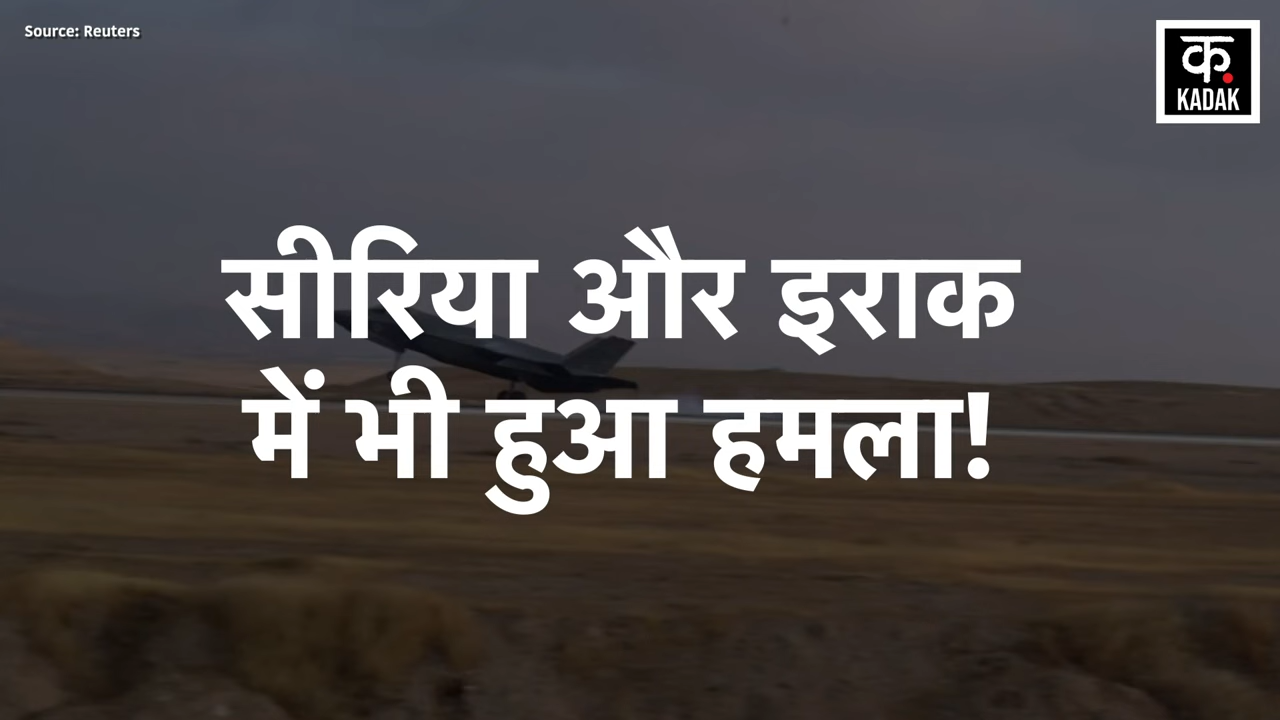 Source: Reuters
क.
KADAK
सीरिया और इराक
में भी हुआ हमला!